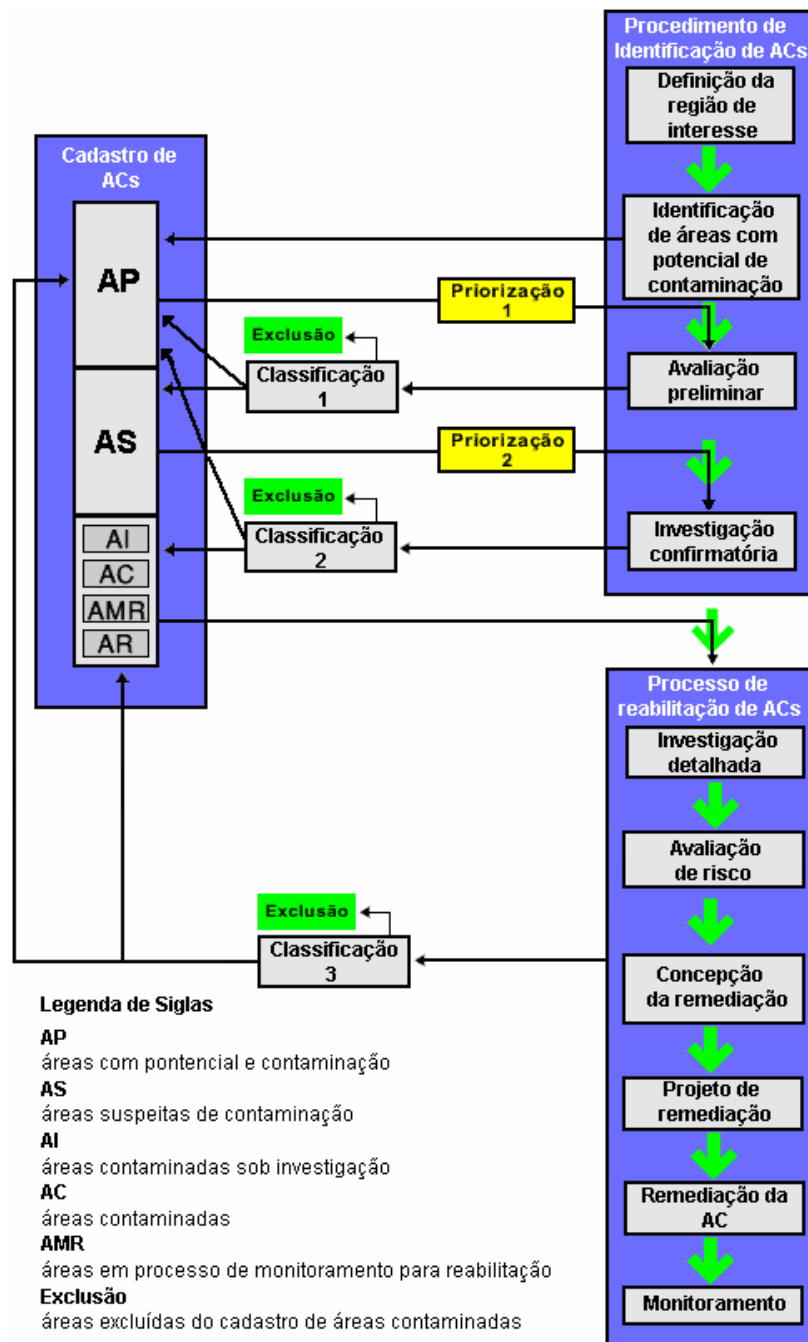 Procedimento de
Identificação de ACs
Definição da
região de
interesse
Cadastro de
ACs
Identificação
de áreas com
potencial de
contaminação
AP
Priorização
1
Exclusão
Classificação
1
Avaliação
preliminar
AS
Priorização
2
Exclusão
Classificação
2
Investigação
confirmatória
AI
AC
AMR
AR
Processo de
reabilitação de ACs
Investigação
detalhada
Avaliação
de risco
Exclusão
Classificação
3
Concepção
da remediação
Projeto de
remediação
Remediação da
AC
Monitoramento
Legenda de Siglas
AP
áreas com pontencial e contaminação
AS
áreas suspeitas de contaminação
AI
áreas contaminadas sob investigação
AC
áreas contaminadas
AMR
áreas em processo de monitoramento para reabilitação
Exclusão
áreas excluídas do cadastro de áreas contaminadas